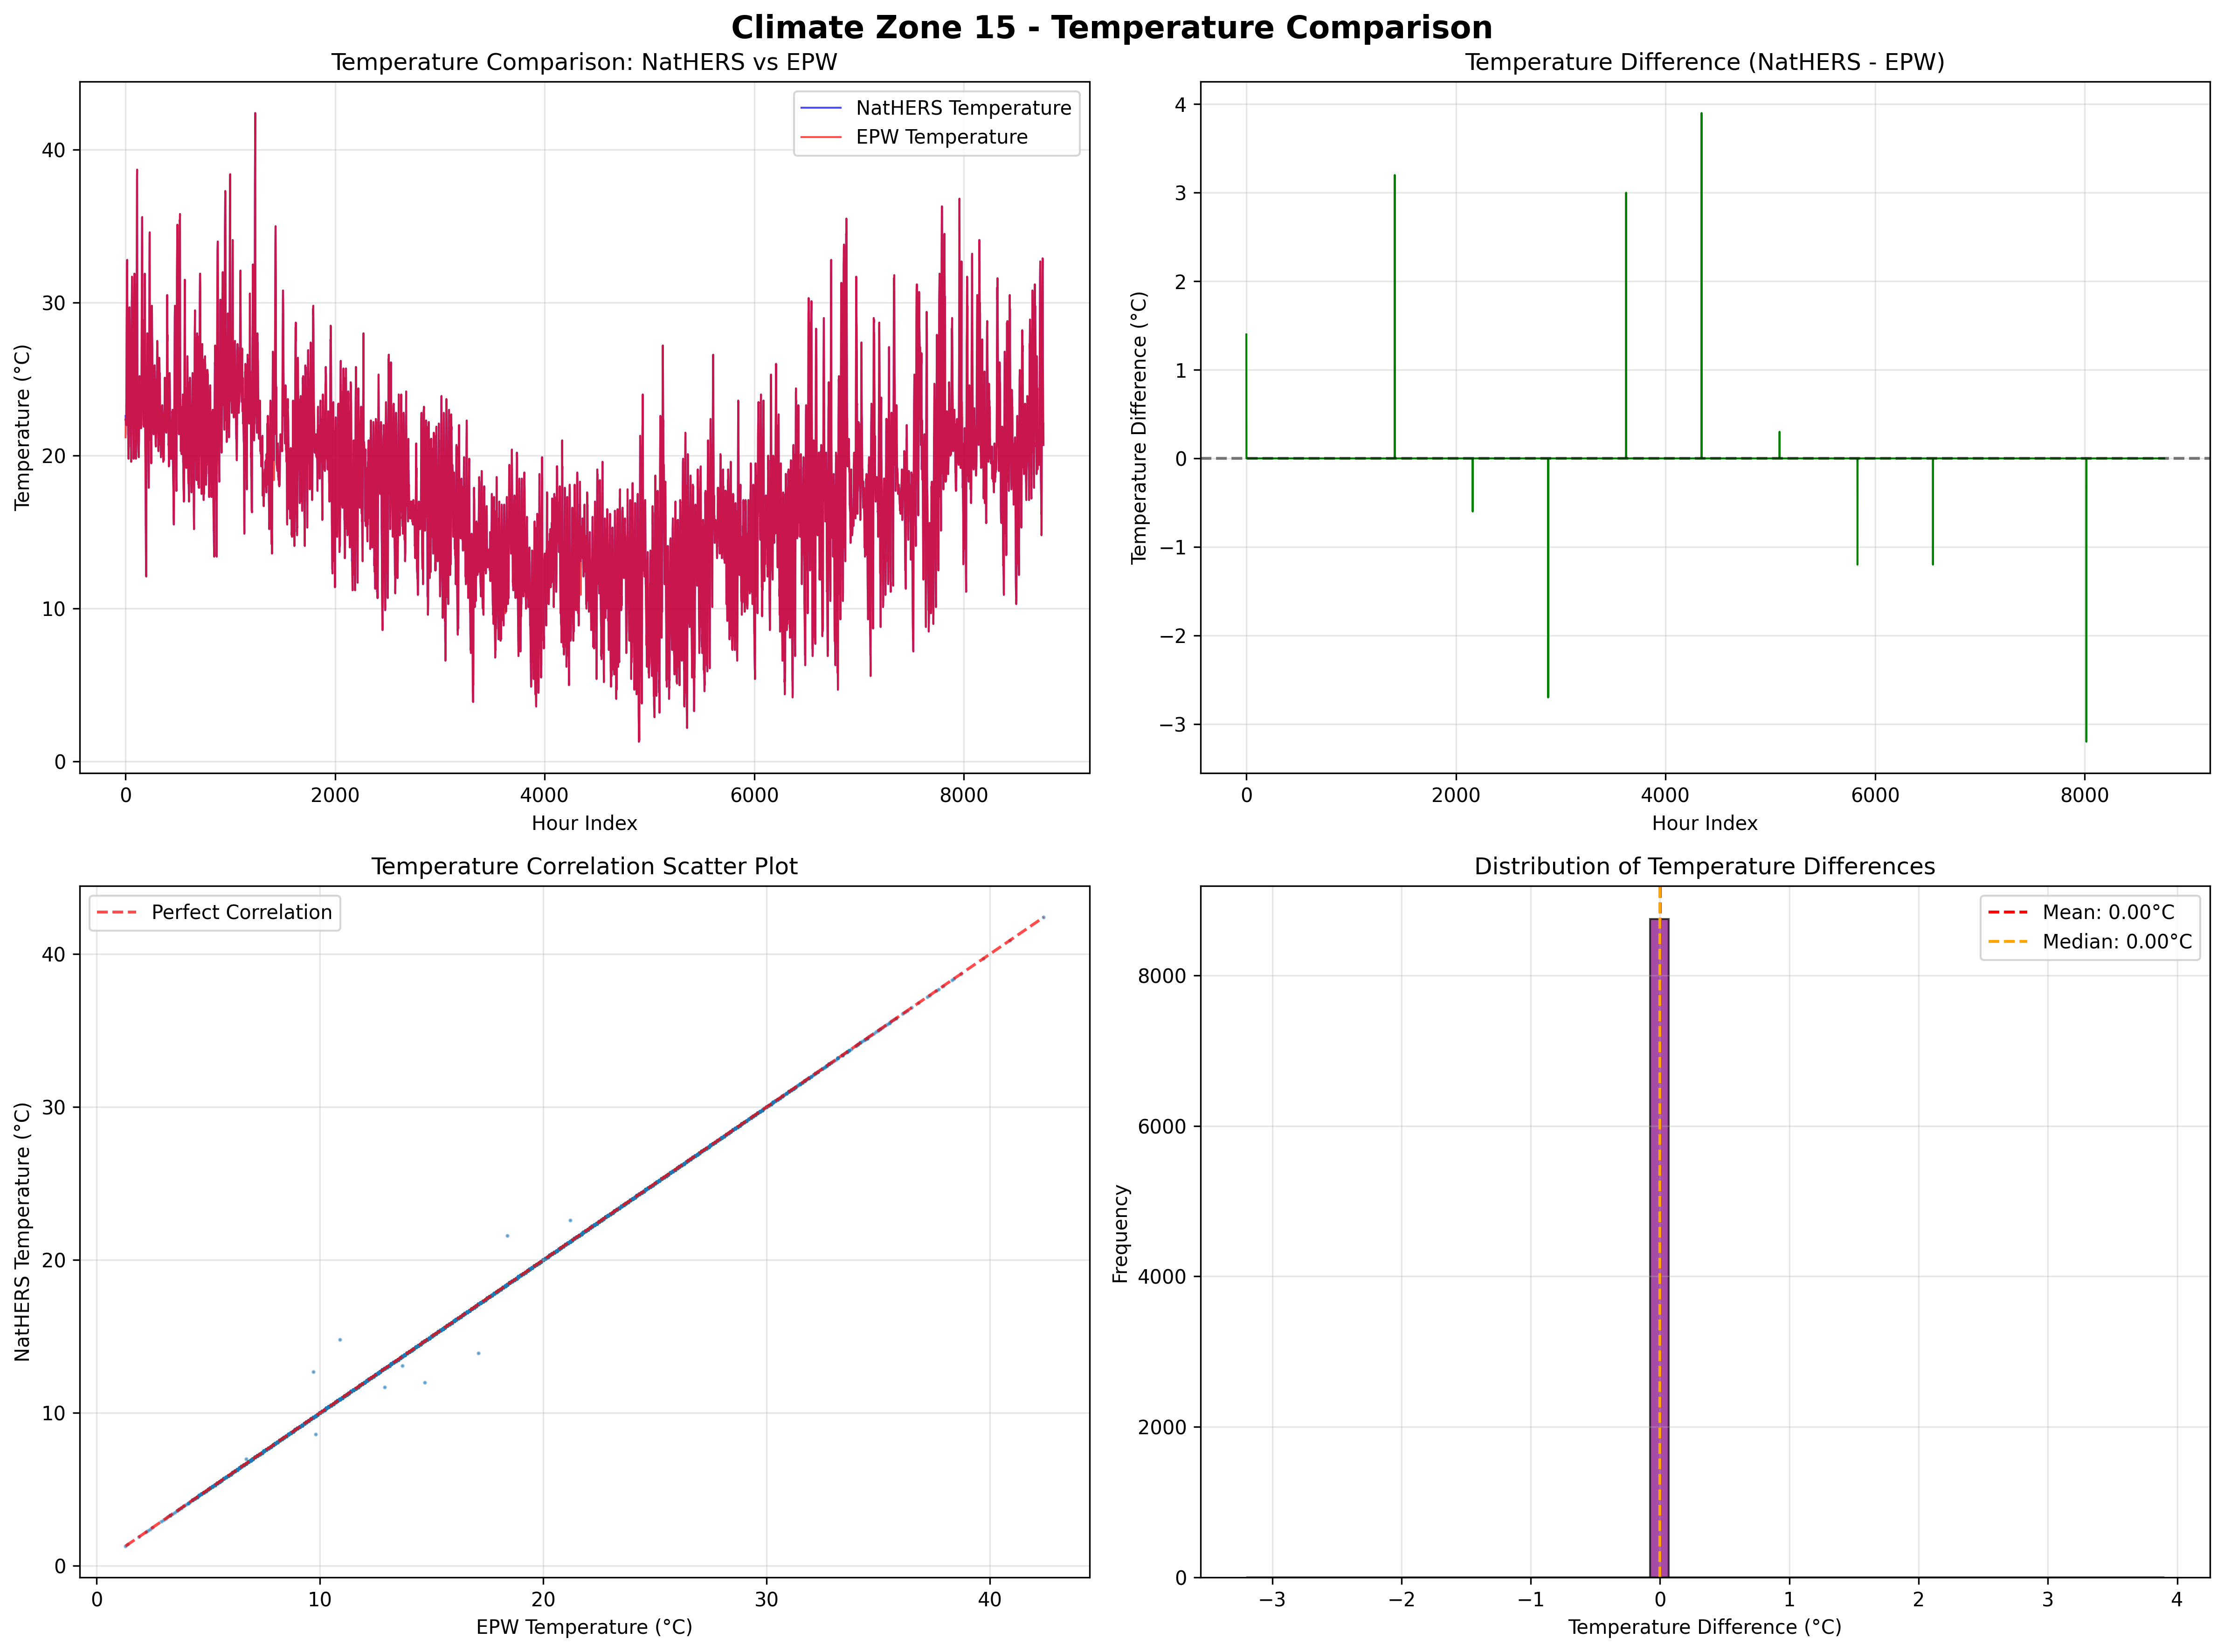 Climate Zone 15 - Temperature Comparison
Temperature Comparison: NatHERS vs EPW
NatHERS Temperature
EPW Temperature
Temperature (°C)
40
30
20
10
0
0 2000 4000 6000 8000
Hour Index
Temperature Difference (NatHERS - EPW)
Temperature Difference (°C)
4
3
2
1
0
−1
−2
−3
0 2000 4000 6000 8000
Hour Index
Temperature Correlation Scatter Plot
Perfect Correlation
NatHERS Temperature (°C)
40
30
20
10
0
0 10 20 30 40
EPW Temperature (°C)
Distribution of Temperature Differences
Mean: 0.00°C
Median: 0.00°C
Frequency
8000
6000
4000
2000
0
−3 −2 −1 0 1 2 3 4
Temperature Difference (°C)